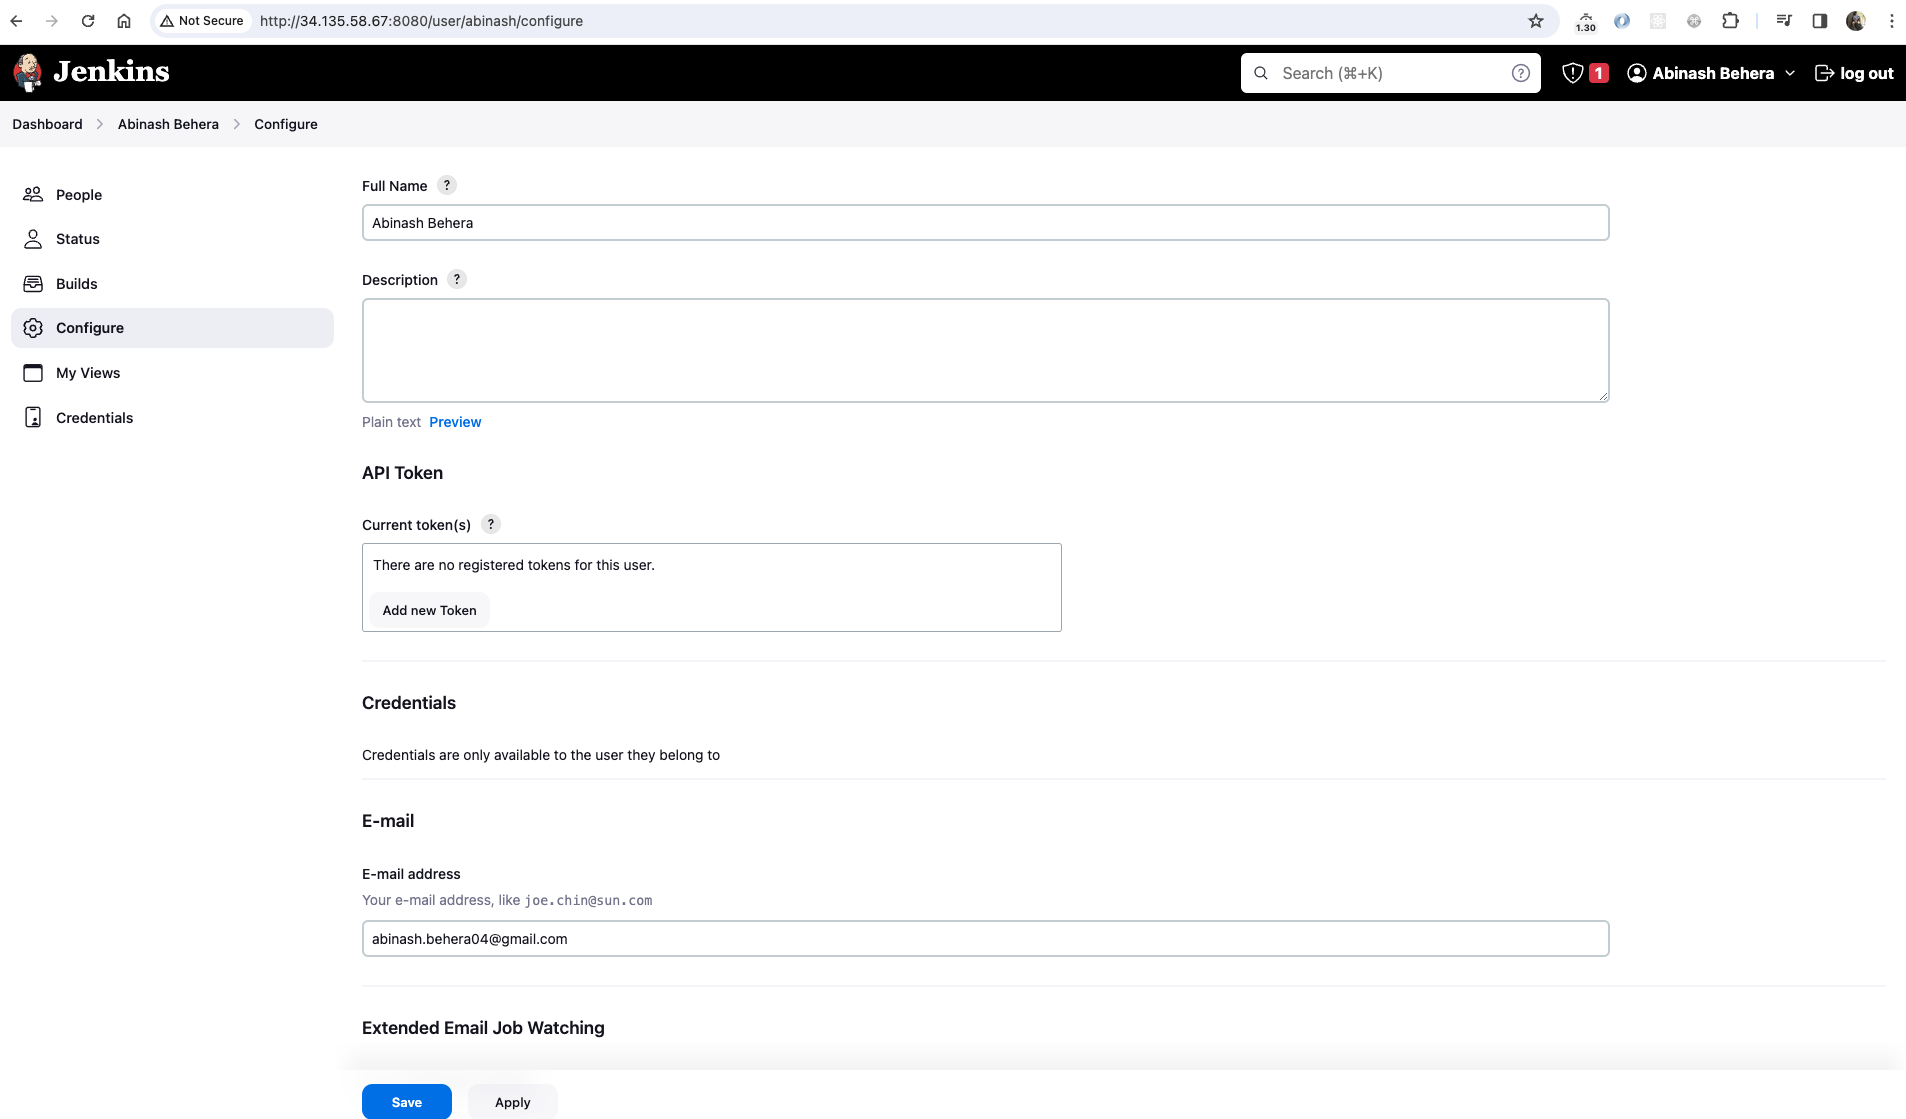 Not Secure http://34.135.58.67:8080/user/abinash/configure 1.30
Jenkins Search (⌘+K) ? 1 Abinash Behera log out
Dashboard Abinash Behera Configure
People
Status
Builds
Configure
My Views
Credentials
Full Name ?
Abinash Behera
Description ?
Plain text Preview
API Token
Current token(s) ?
There are no registered tokens for this user.
Add new Token
Credentials
Credentials are only available to the user they belong to
E-mail
E-mail address
Your e-mail address, like joe.chin@sun.com
abinash.behera04@gmail.com
Extended Email Job Watching
Save Apply